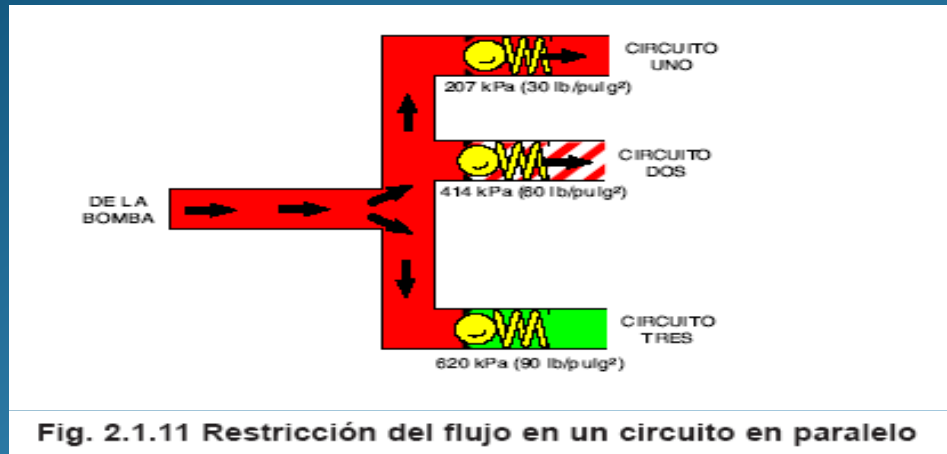 CIRCUITO
UNO
207 kPa (30 lb/pulg²)
CIRCUITO
DOS
414 kPa (60 lb/pulg²)
DE LA
BOMBA
CIRCUITO
TRES
620 kPa (90 lb/pulg²)
Fig. 2.1.11 Restricción del flujo en un circuito en paralelo